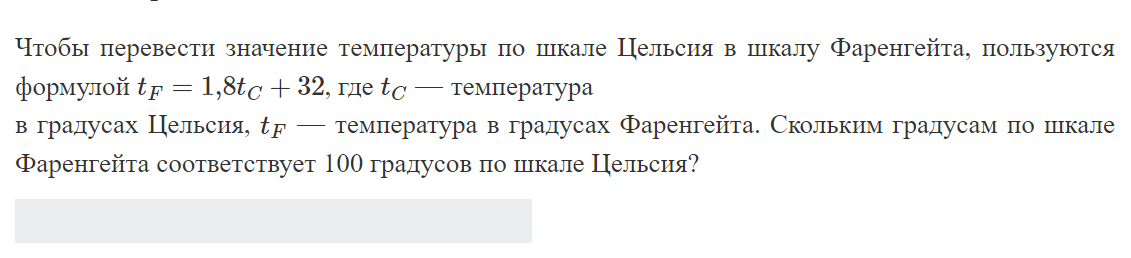 Чтобы перевести значение температуры по шкале Цельсия в шкалу Фаренгейта, пользуются
формулой t_F = 1,8t_C + 32, где t_C — температура
в градусах Цельсия, t_F — температура в градусах Фаренгейта. Скольким градусам по шкале
Фаренгейта соответствует 100 градусов по шкале Цельсия?